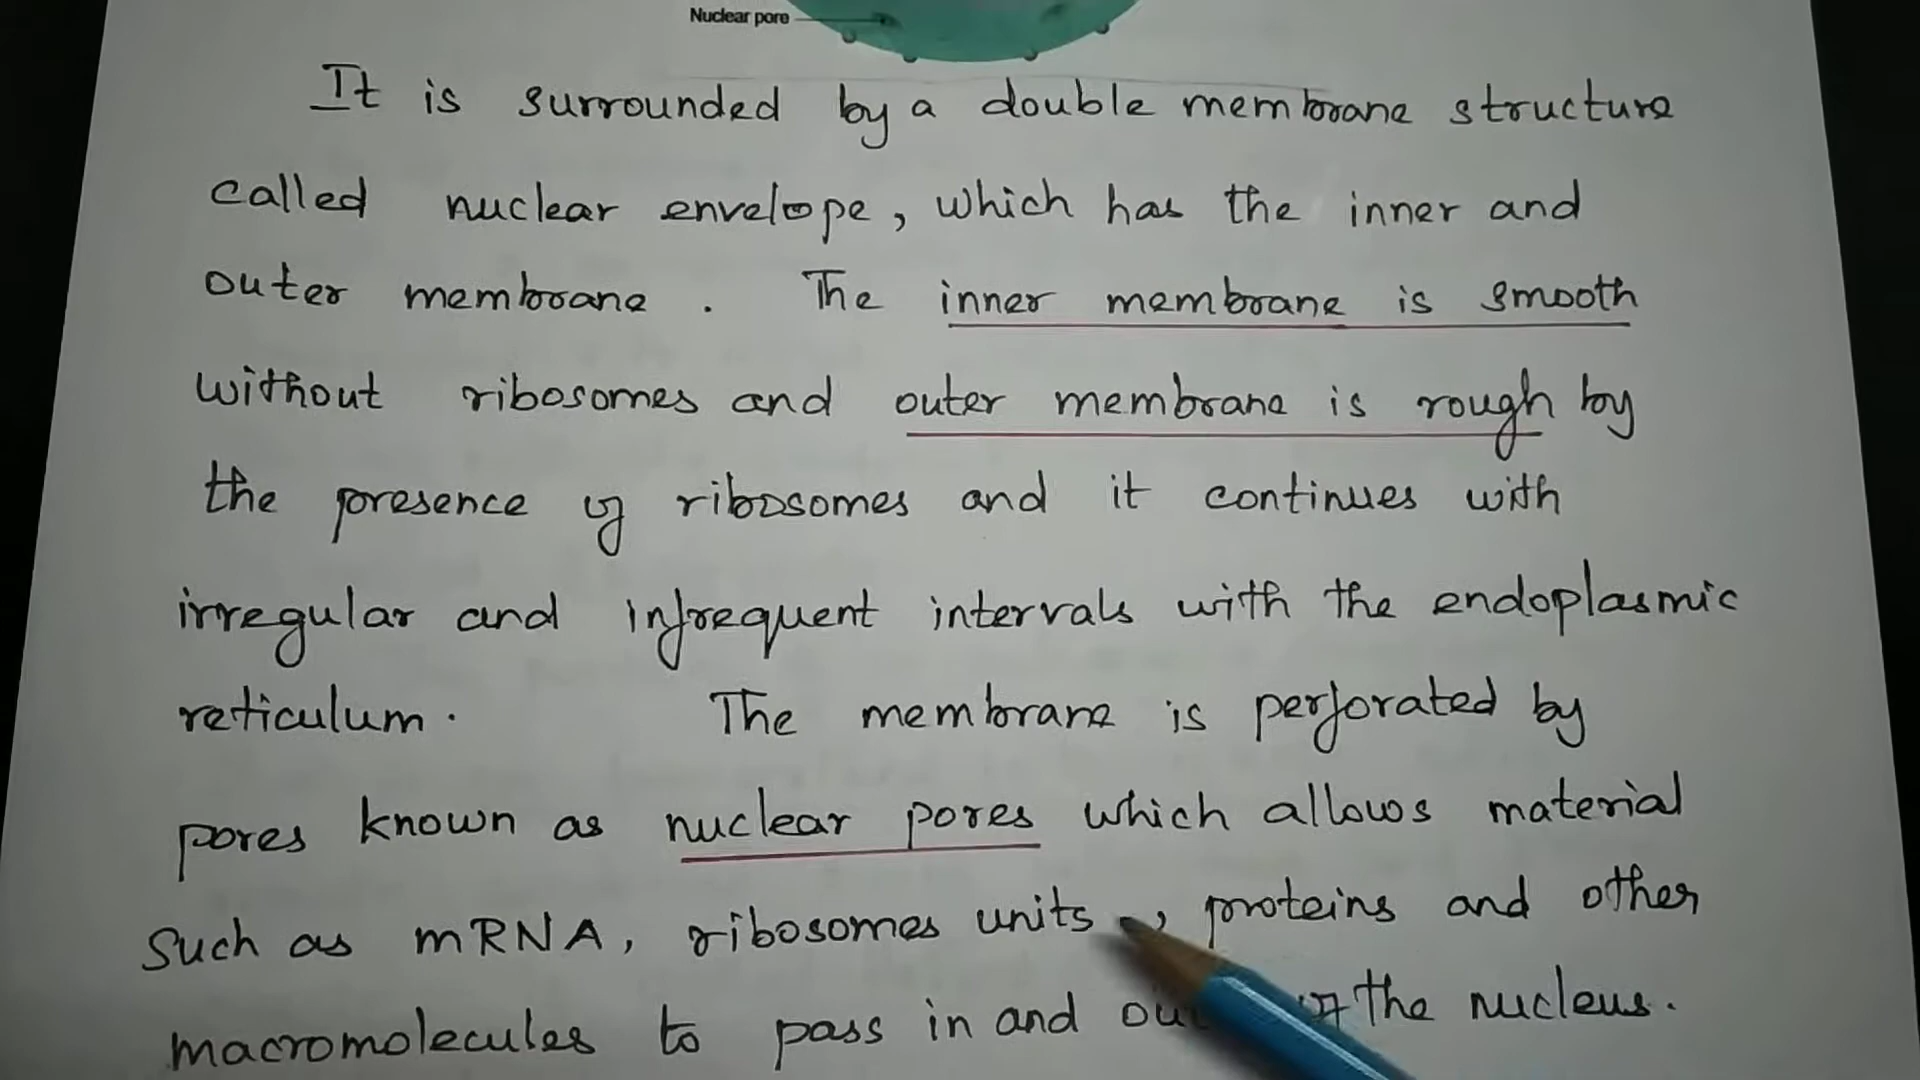 Nuclear pore
It is surrounded by a double membrane structure
called nuclear envelope, which has the inner and
outer membrane. The inner membrane is smooth
without ribosomes and outer membrane is rough by
the presence of ribosomes and it continues with
irregular and infrequent intervals with the endoplasmic
reticulum. The membrane is perforated by
pores known as nuclear pores which allows material
Such as mRNA, ribosomes units, proteins and other
macromolecules to pass in and out of the nucleus.